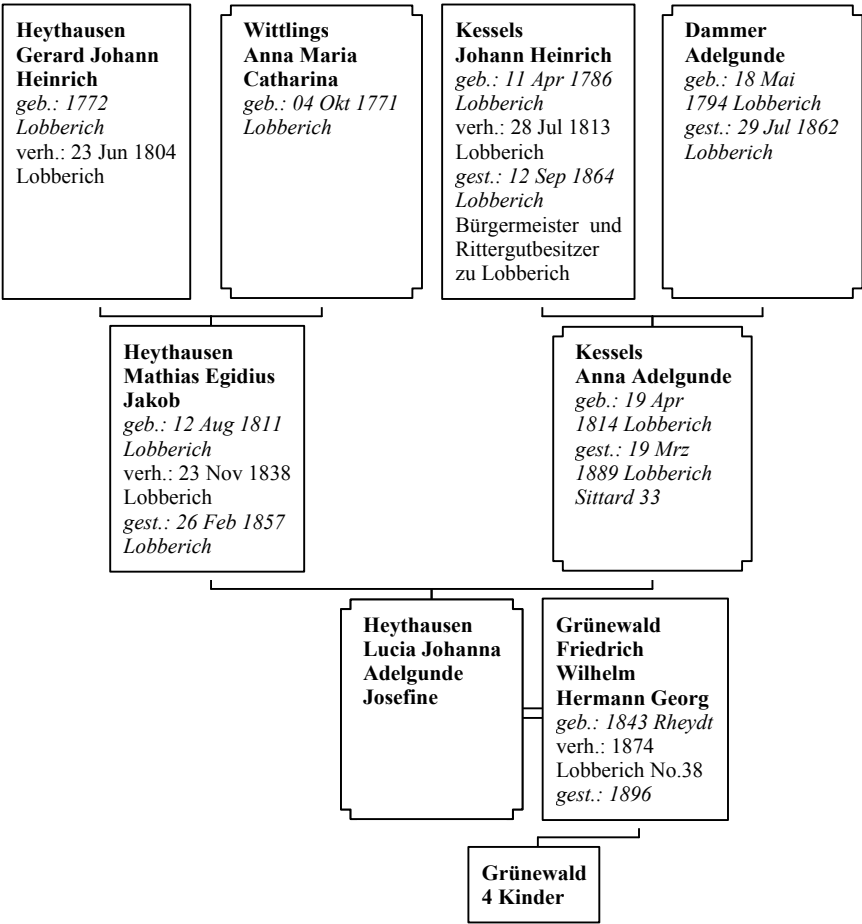 Heythausen
Gerard Johann
Heinrich
geb.: 1772
Lobberich
verh.: 23 Jun 1804
Lobberich
Wittlings
Anna Maria
Catharina
geb.: 04 Okt 1771
Lobberich
Kessels
Johann Heinrich
geb.: 11 Apr 1786
Lobberich
verh.: 28 Jul 1813
Lobberich
gest.: 12 Sep 1864
Lobberich
Bürgermeister und
Rittergutbesitzer
zu Lobberich
Dammer
Adelgunde
geb.: 18 Mai
1794 Lobberich
gest.: 29 Jul 1862
Lobberich
Heythausen
Mathias Egidius
Jakob
geb.: 12 Aug 1811
Lobberich
verh.: 23 Nov 1838
Lobberich
gest.: 26 Feb 1857
Lobberich
Kessels
Anna Adelgunde
geb.: 19 Apr
1814 Lobberich
gest.: 19 Mrz
1889 Lobberich
Sittard 33
Heythausen
Lucia Johanna
Adelgunde
Josefine
Grünewald
Friedrich
Wilhelm
Hermann Georg
geb.: 1843 Rheydt
verh.: 1874
Lobberich No.38
gest.: 1896
Grünewald
4 Kinder